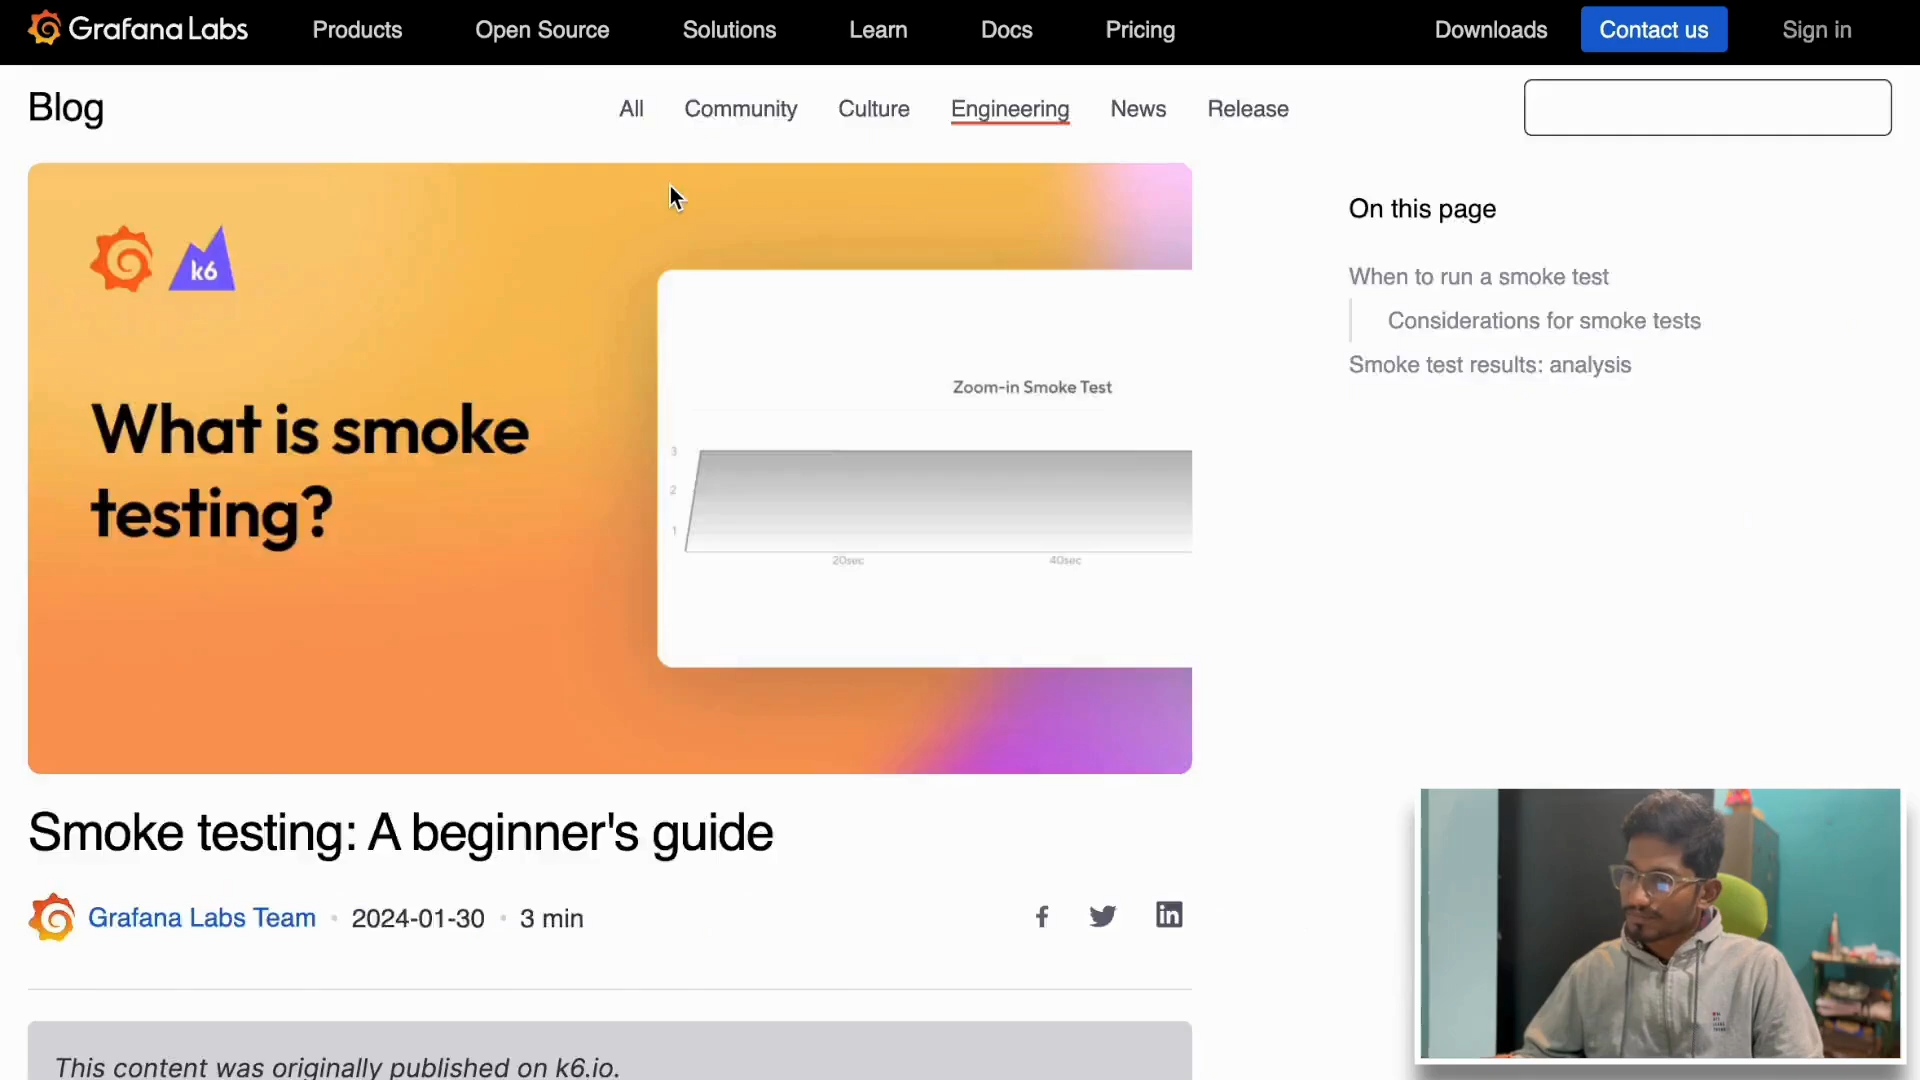 Grafana Labs Products Open Source Solutions Learn Docs Pricing Downloads Contact us Sign in
Blog All Community Culture Engineering News Release
k6
What is smoke
testing?
Zoom-in Smoke Test
3
2
1
20sec 40sec
On this page
When to run a smoke test
Considerations for smoke tests
Smoke test results: analysis
Smoke testing: A beginner's guide
Grafana Labs Team • 2024-01-30 • 3 min
This content was originally published on k6.io.